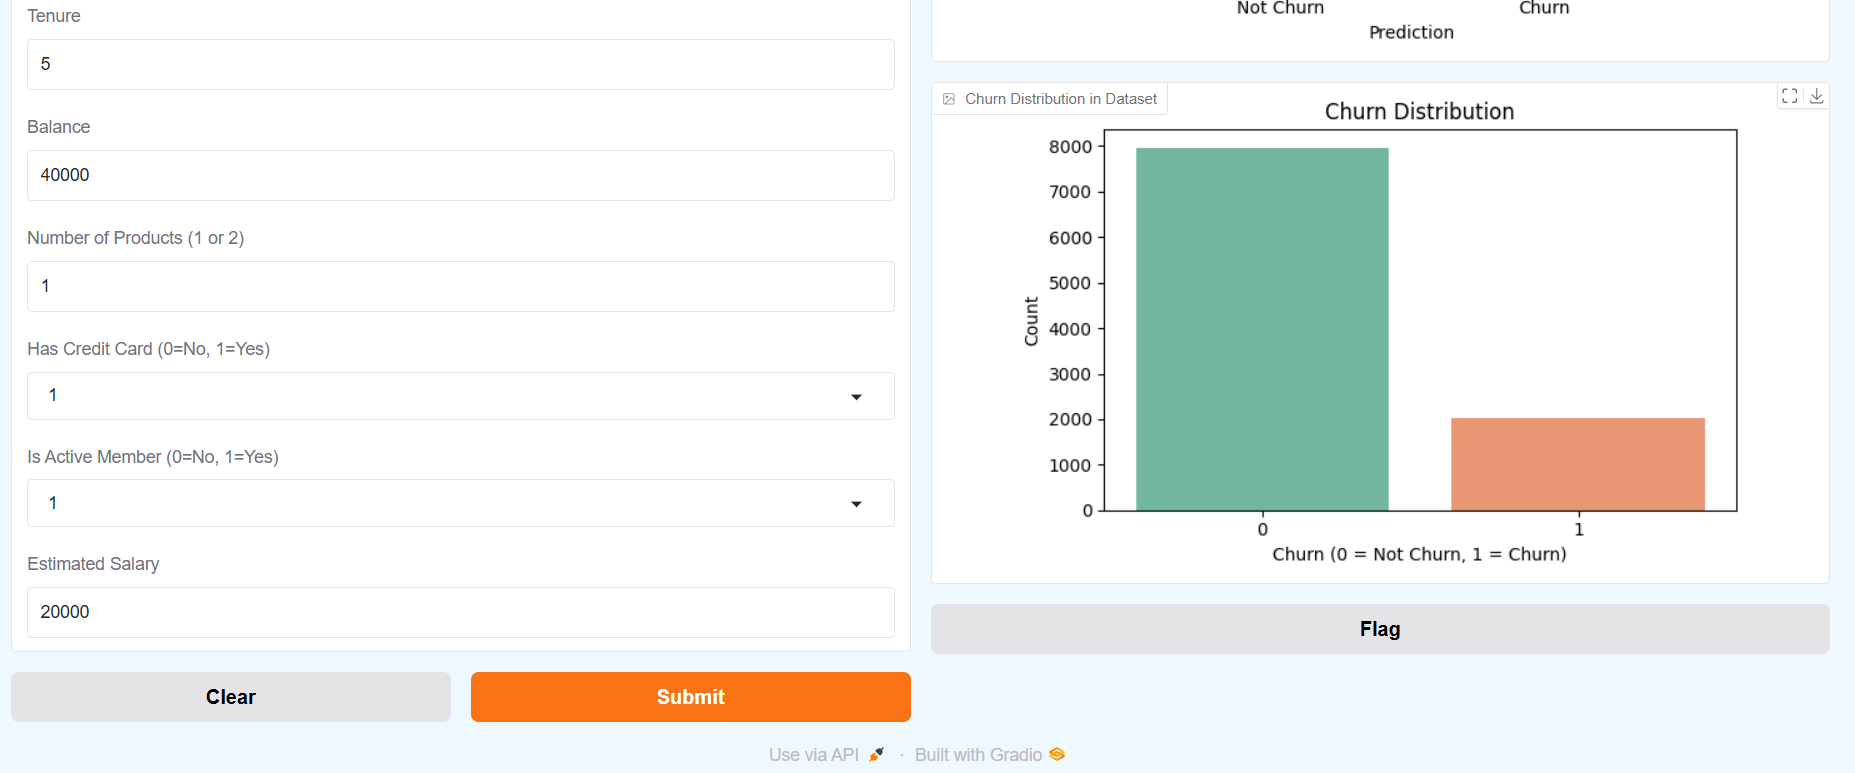 Tenure
5
Balance
40000
Number of Products (1 or 2)
1
Has Credit Card (0=No, 1=Yes)
1
Is Active Member (0=No, 1=Yes)
1
Estimated Salary
20000
Clear
Submit
Not Churn
Churn
Prediction
Churn Distribution in Dataset
Churn Distribution
8000
7000
6000
5000
4000
3000
2000
1000
0
Count
0
1
Churn (0 = Not Churn, 1 = Churn)
Flag
Use via API · Built with Gradio